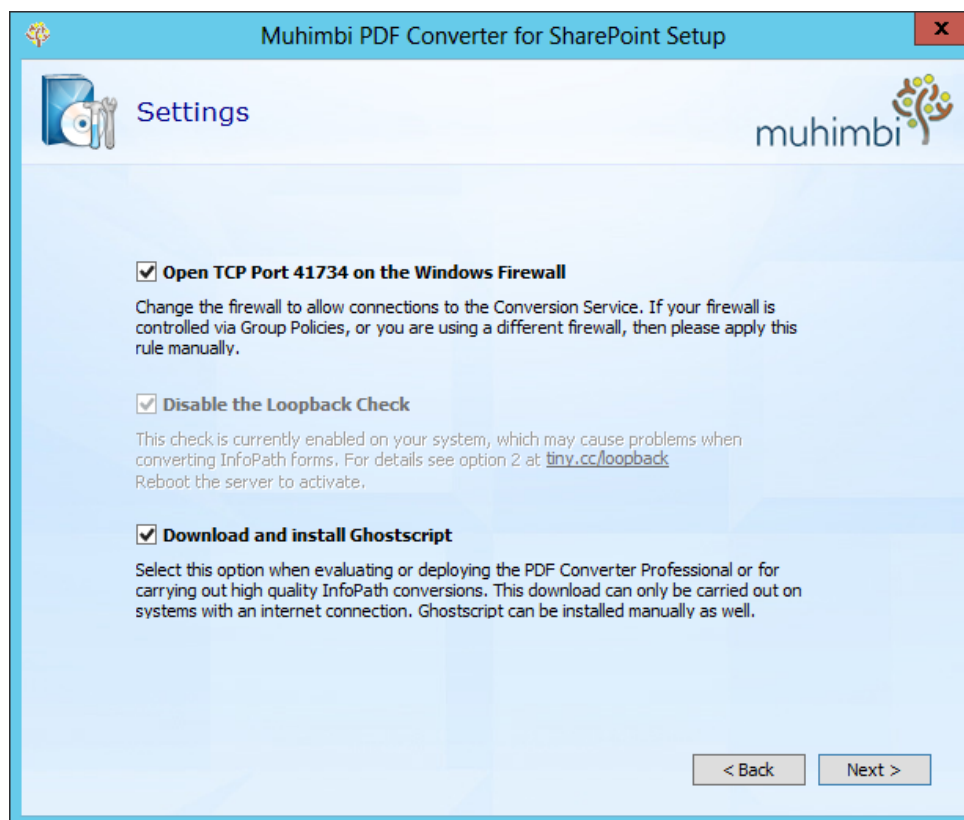 Muhimbi PDF Converter for SharePoint Setup
x
Settings
muhimbi
Open TCP Port 41734 on the Windows Firewall
Change the firewall to allow connections to the Conversion Service. If your firewall is
controlled via Group Policies, or you are using a different firewall, then please apply this
rule manually.
Disable the Loopback Check
This check is currently enabled on your system, which may cause problems when
converting InfoPath forms. For details see option 2 at tiny.cc/loopback
Reboot the server to activate.
Download and install Ghostscript
Select this option when evaluating or deploying the PDF Converter Professional or for
carrying out high quality InfoPath conversions. This download can only be carried out on
systems with an internet connection. Ghostscript can be installed manually as well.
< Back
Next >